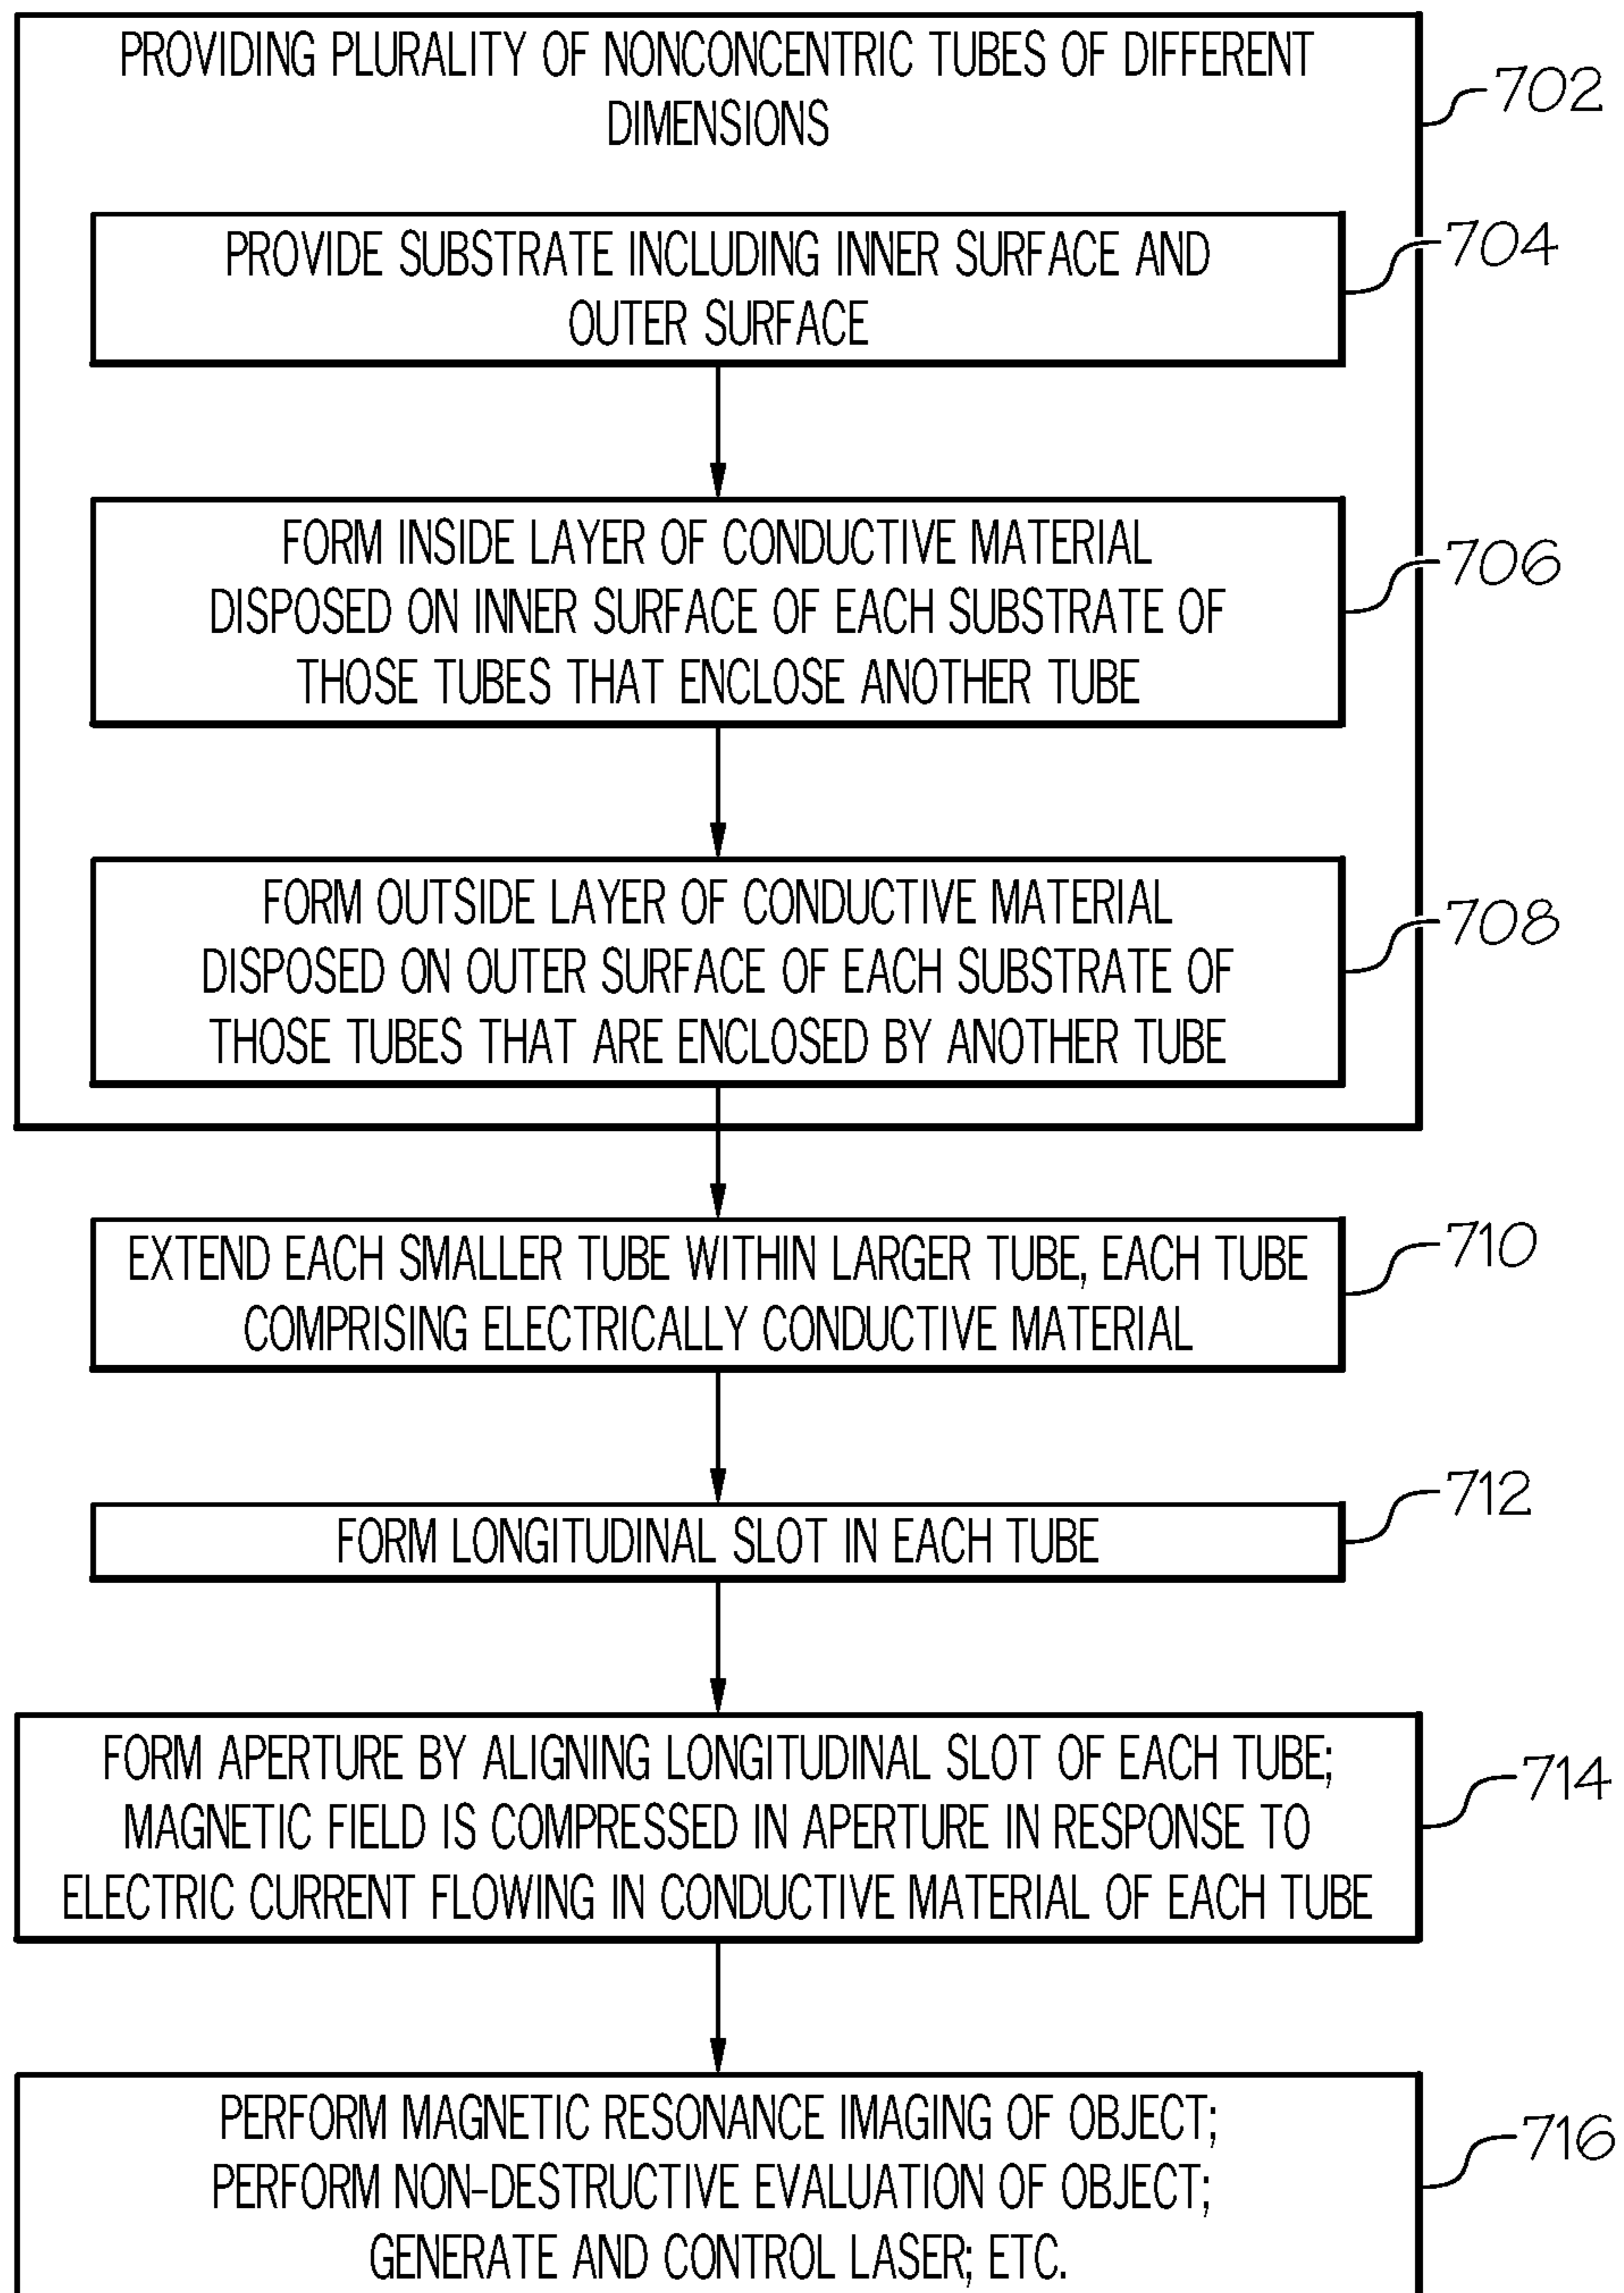 PROVIDING PLURALITY OF NONCONCENTRIC TUBES OF DIFFERENT
DIMENSIONS
702
PROVIDE SUBSTRATE INCLUDING INNER SURFACE AND
OUTER SURFACE
704
FORM INSIDE LAYER OF CONDUCTIVE MATERIAL
DISPOSED ON INNER SURFACE OF EACH SUBSTRATE OF
THOSE TUBES THAT ENCLOSE ANOTHER TUBE
706
FORM OUTSIDE LAYER OF CONDUCTIVE MATERIAL
DISPOSED ON OUTER SURFACE OF EACH SUBSTRATE OF
THOSE TUBES THAT ARE ENCLOSED BY ANOTHER TUBE
708
EXTEND EACH SMALLER TUBE WITHIN LARGER TUBE, EACH TUBE
COMPRISING ELECTRICALLY CONDUCTIVE MATERIAL
710
FORM LONGITUDINAL SLOT IN EACH TUBE
712
FORM APERTURE BY ALIGNING LONGITUDINAL SLOT OF EACH TUBE;
MAGNETIC FIELD IS COMPRESSED IN APERTURE IN RESPONSE TO
ELECTRIC CURRENT FLOWING IN CONDUCTIVE MATERIAL OF EACH TUBE
714
PERFORM MAGNETIC RESONANCE IMAGING OF OBJECT;
PERFORM NON-DESTRUCTIVE EVALUATION OF OBJECT;
GENERATE AND CONTROL LASER; ETC.
716